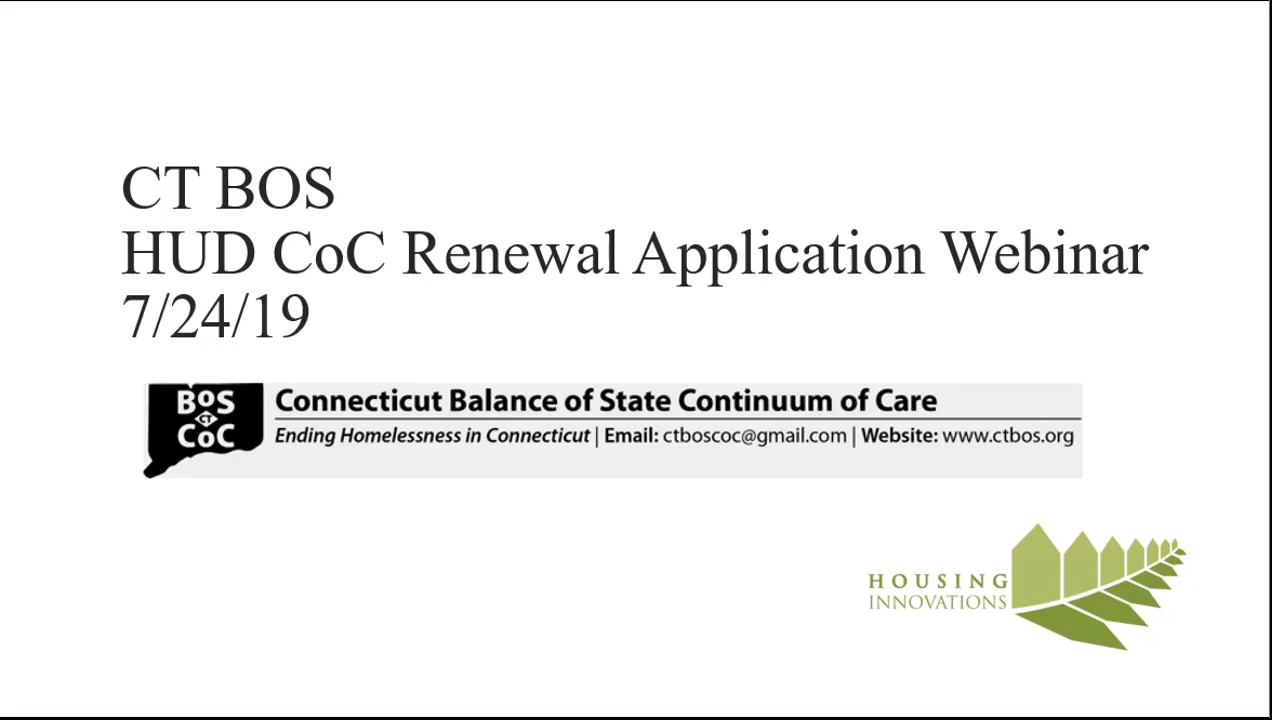 CT BOS
HUD CoC Renewal Application Webinar
7/24/19
BOS
CT
CoC
Connecticut Balance of State Continuum of Care
Ending Homelessness in Connecticut | Email: ctboscoc@gmail.com | Website: www.ctbos.org
HOUSING
INNOVATIONS